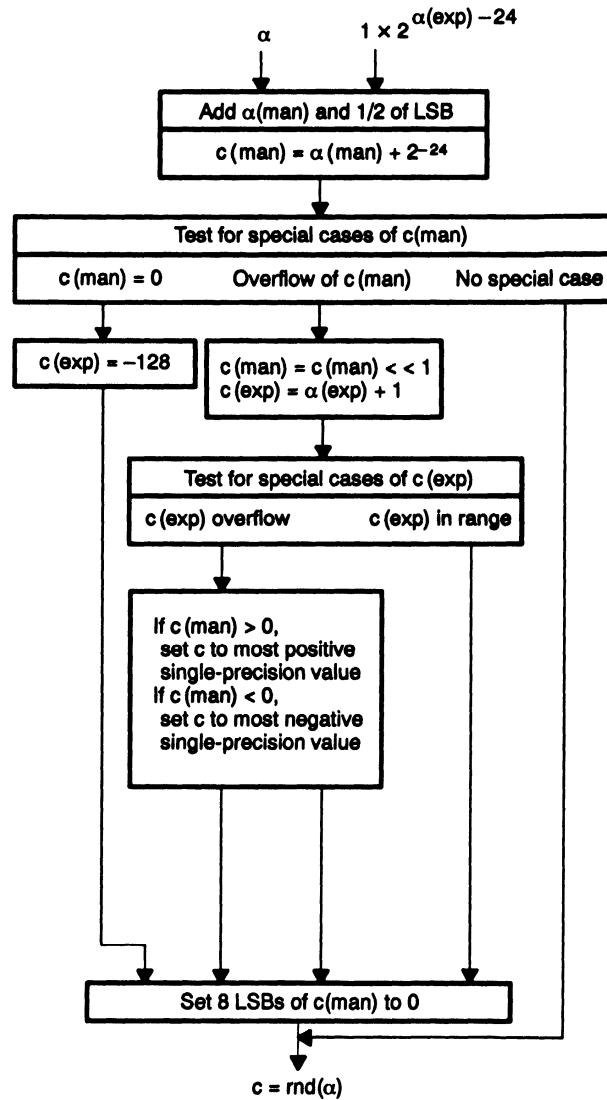 α
1 × 2^α(exp) −24
Add α(man) and 1/2 of LSB
c (man) = α (man) + 2⁻²⁴
Test for special cases of c(man)
c (man) = 0 Overflow of c (man) No special case
c (exp) = −128
c (man) = c (man) < < 1
c (exp) = α (exp) + 1
Test for special cases of c (exp)
c (exp) overflow c (exp) in range
If c (man) > 0,
set c to most positive
single-precision value
If c (man) < 0,
set c to most negative
single-precision value
Set 8 LSBs of c(man) to 0
c = rnd(α)